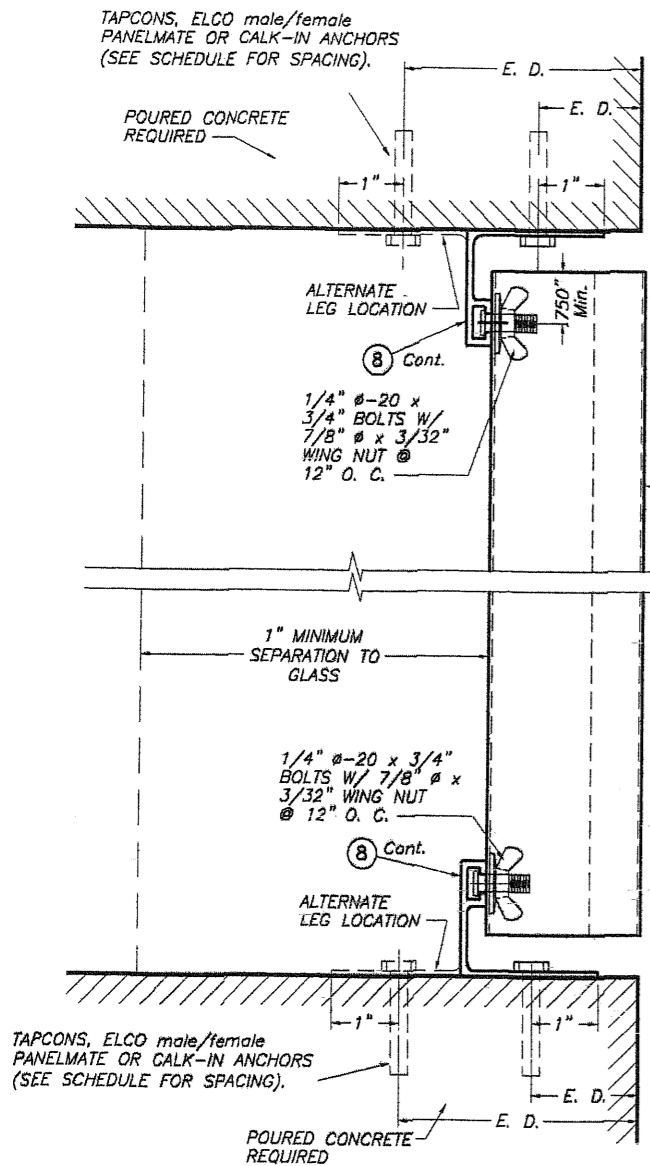 TAPCONS, ELCO male/female
PANELMATE OR CALK-IN ANCHORS
(SEE SCHEDULE FOR SPACING).
E. D.
POURED CONCRETE
REQUIRED
E. D.
1"
1"
ALTERNATE
LEG LOCATION
.750"
Min.
8 Cont.
1/4" ø-20 x
3/4" BOLTS W/
7/8" ø x 3/32"
WING NUT @
12" O. C.
1" MINIMUM
SEPARATION TO
GLASS
1/4" ø-20 x 3/4"
BOLTS W/ 7/8" ø x
3/32" WING NUT
@ 12" O. C.
8 Cont.
ALTERNATE
LEG LOCATION
1"
1"
TAPCONS, ELCO male/female
PANELMATE OR CALK-IN ANCHORS
(SEE SCHEDULE FOR SPACING).
E. D.
E. D.
POURED CONCRETE
REQUIRED